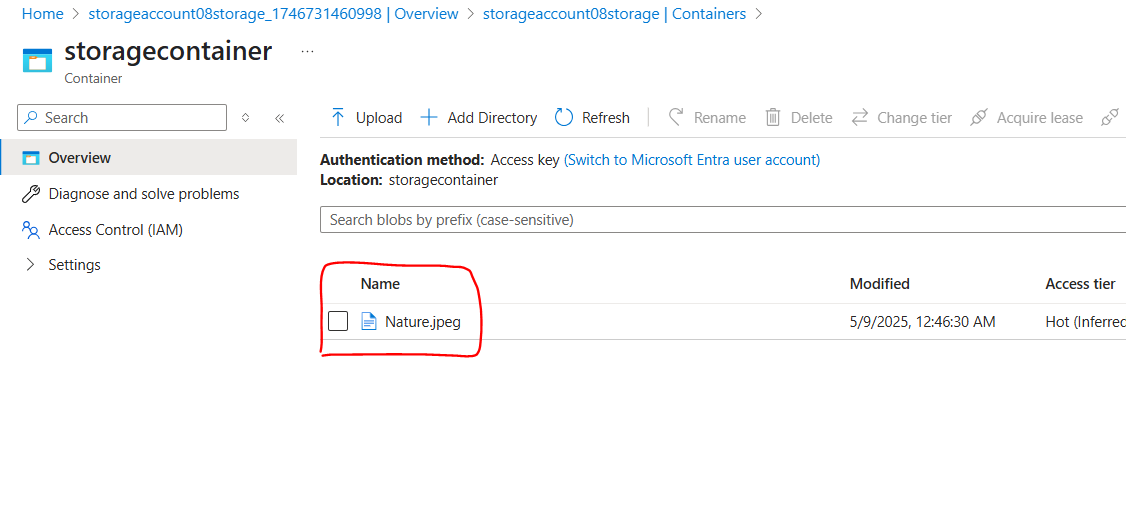 Home > storageaccount08storage_1746731460998 | Overview > storageaccount08storage | Containers >
storagecontainer ...
Container
Search
Upload Add Directory Refresh Rename Delete Change tier Acquire lease
Overview
Authentication method: Access key (Switch to Microsoft Entra user account)
Location: storagecontainer
Diagnose and solve problems
Search blobs by prefix (case-sensitive)
Access Control (IAM)
Settings
Name Modified Access tier
Nature.jpeg 5/9/2025, 12:46:30 AM Hot (Inferred